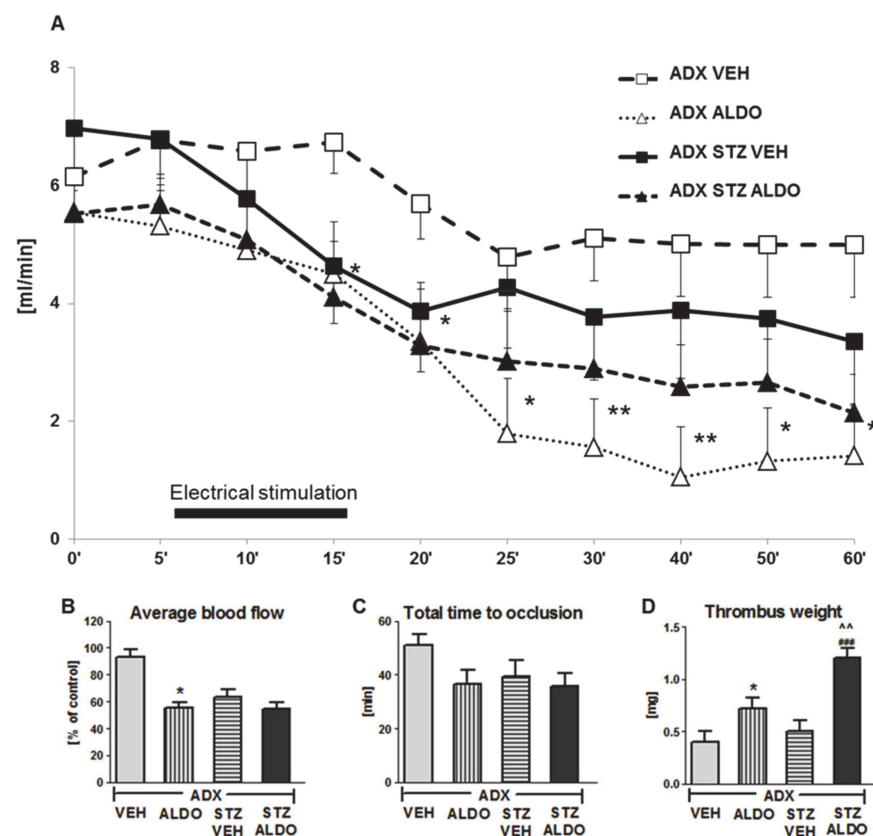 A
8
6
4
2
0
[ml/min]
ADX VEH
ADX ALDO
ADX STZ VEH
ADX STZ ALDO
*
*
*
**
**
*
*
Electrical stimulation
0' 5' 10' 15' 20' 25' 30' 40' 50' 60'
B
Average blood flow
[% of control]
120
100
80
60
40
20
0
*
ADX
VEH ALDO STZ STZ
VEH ALDO
C
Total time to occlusion
[min]
60
40
20
0
ADX
VEH ALDO STZ STZ
VEH ALDO
D
Thrombus weight
[mg]
1.5
1.0
0.5
0.0
*
^^
###
ADX
VEH ALDO STZ STZ
VEH ALDO